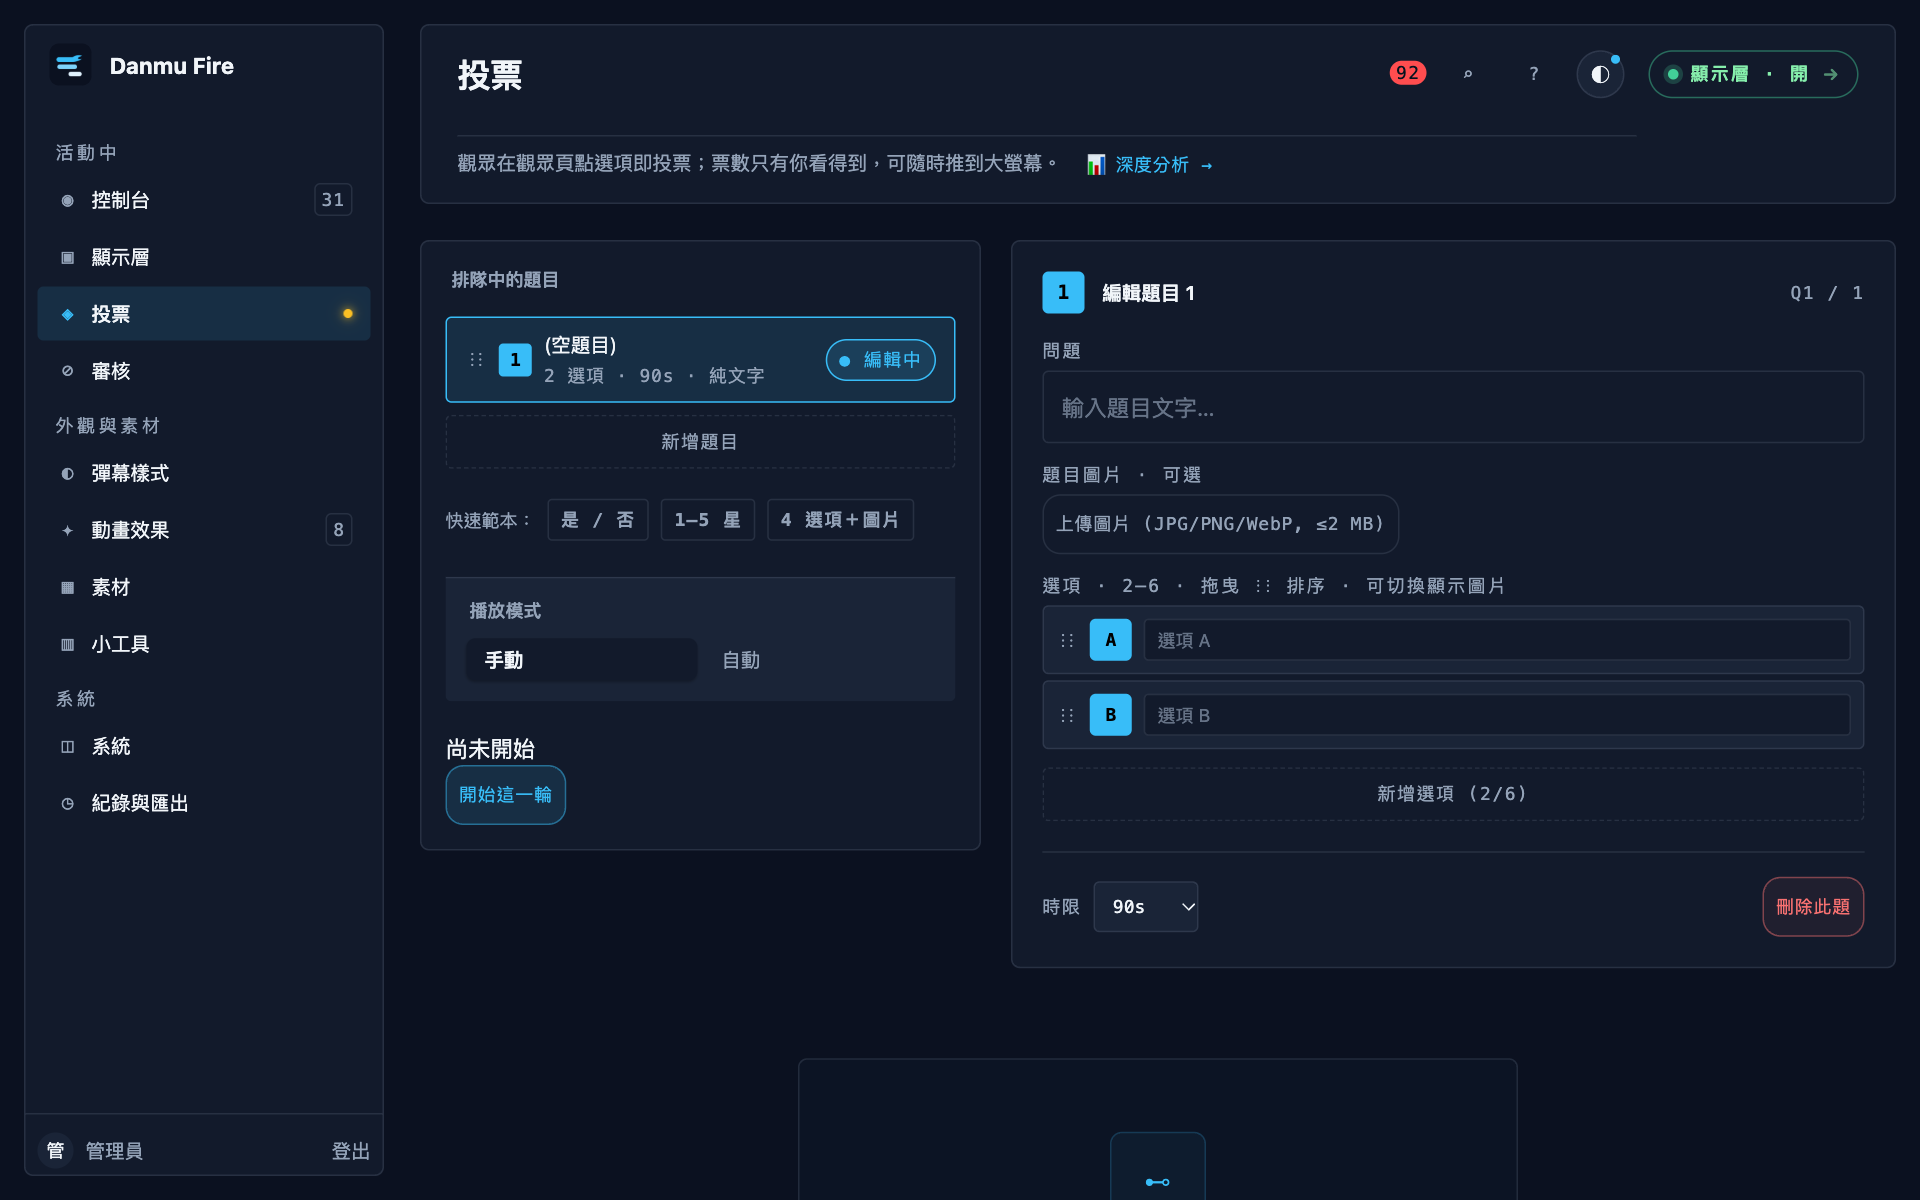 Danmu Fire
活動中
控制台 31
顯示層
投票
審核
外觀與素材
彈幕樣式
動畫效果 8
素材
小工具
系統
系統
紀錄與匯出
管 管理員 登出
投票
92 ? 顯示層 · 開 →
觀眾在觀眾頁點選項即投票；票數只有你看得到，可隨時推到大螢幕。 📊 深度分析 →
排隊中的題目
1 (空題目)
2 選項 · 90s · 純文字
編輯中
新增題目
快速範本： 是 / 否 1–5 星 4 選項＋圖片
播放模式
手動 自動
尚未開始
開始這一輪
1 編輯題目 1 Q1 / 1
問題
輸入題目文字...
題目圖片 · 可選
上傳圖片 (JPG/PNG/WebP, ≤2 MB)
選項 · 2–6 · 拖曳 ⁝⁝ 排序 · 可切換顯示圖片
A 選項 A
B 選項 B
新增選項 (2/6)
時限 90s 刪除此題